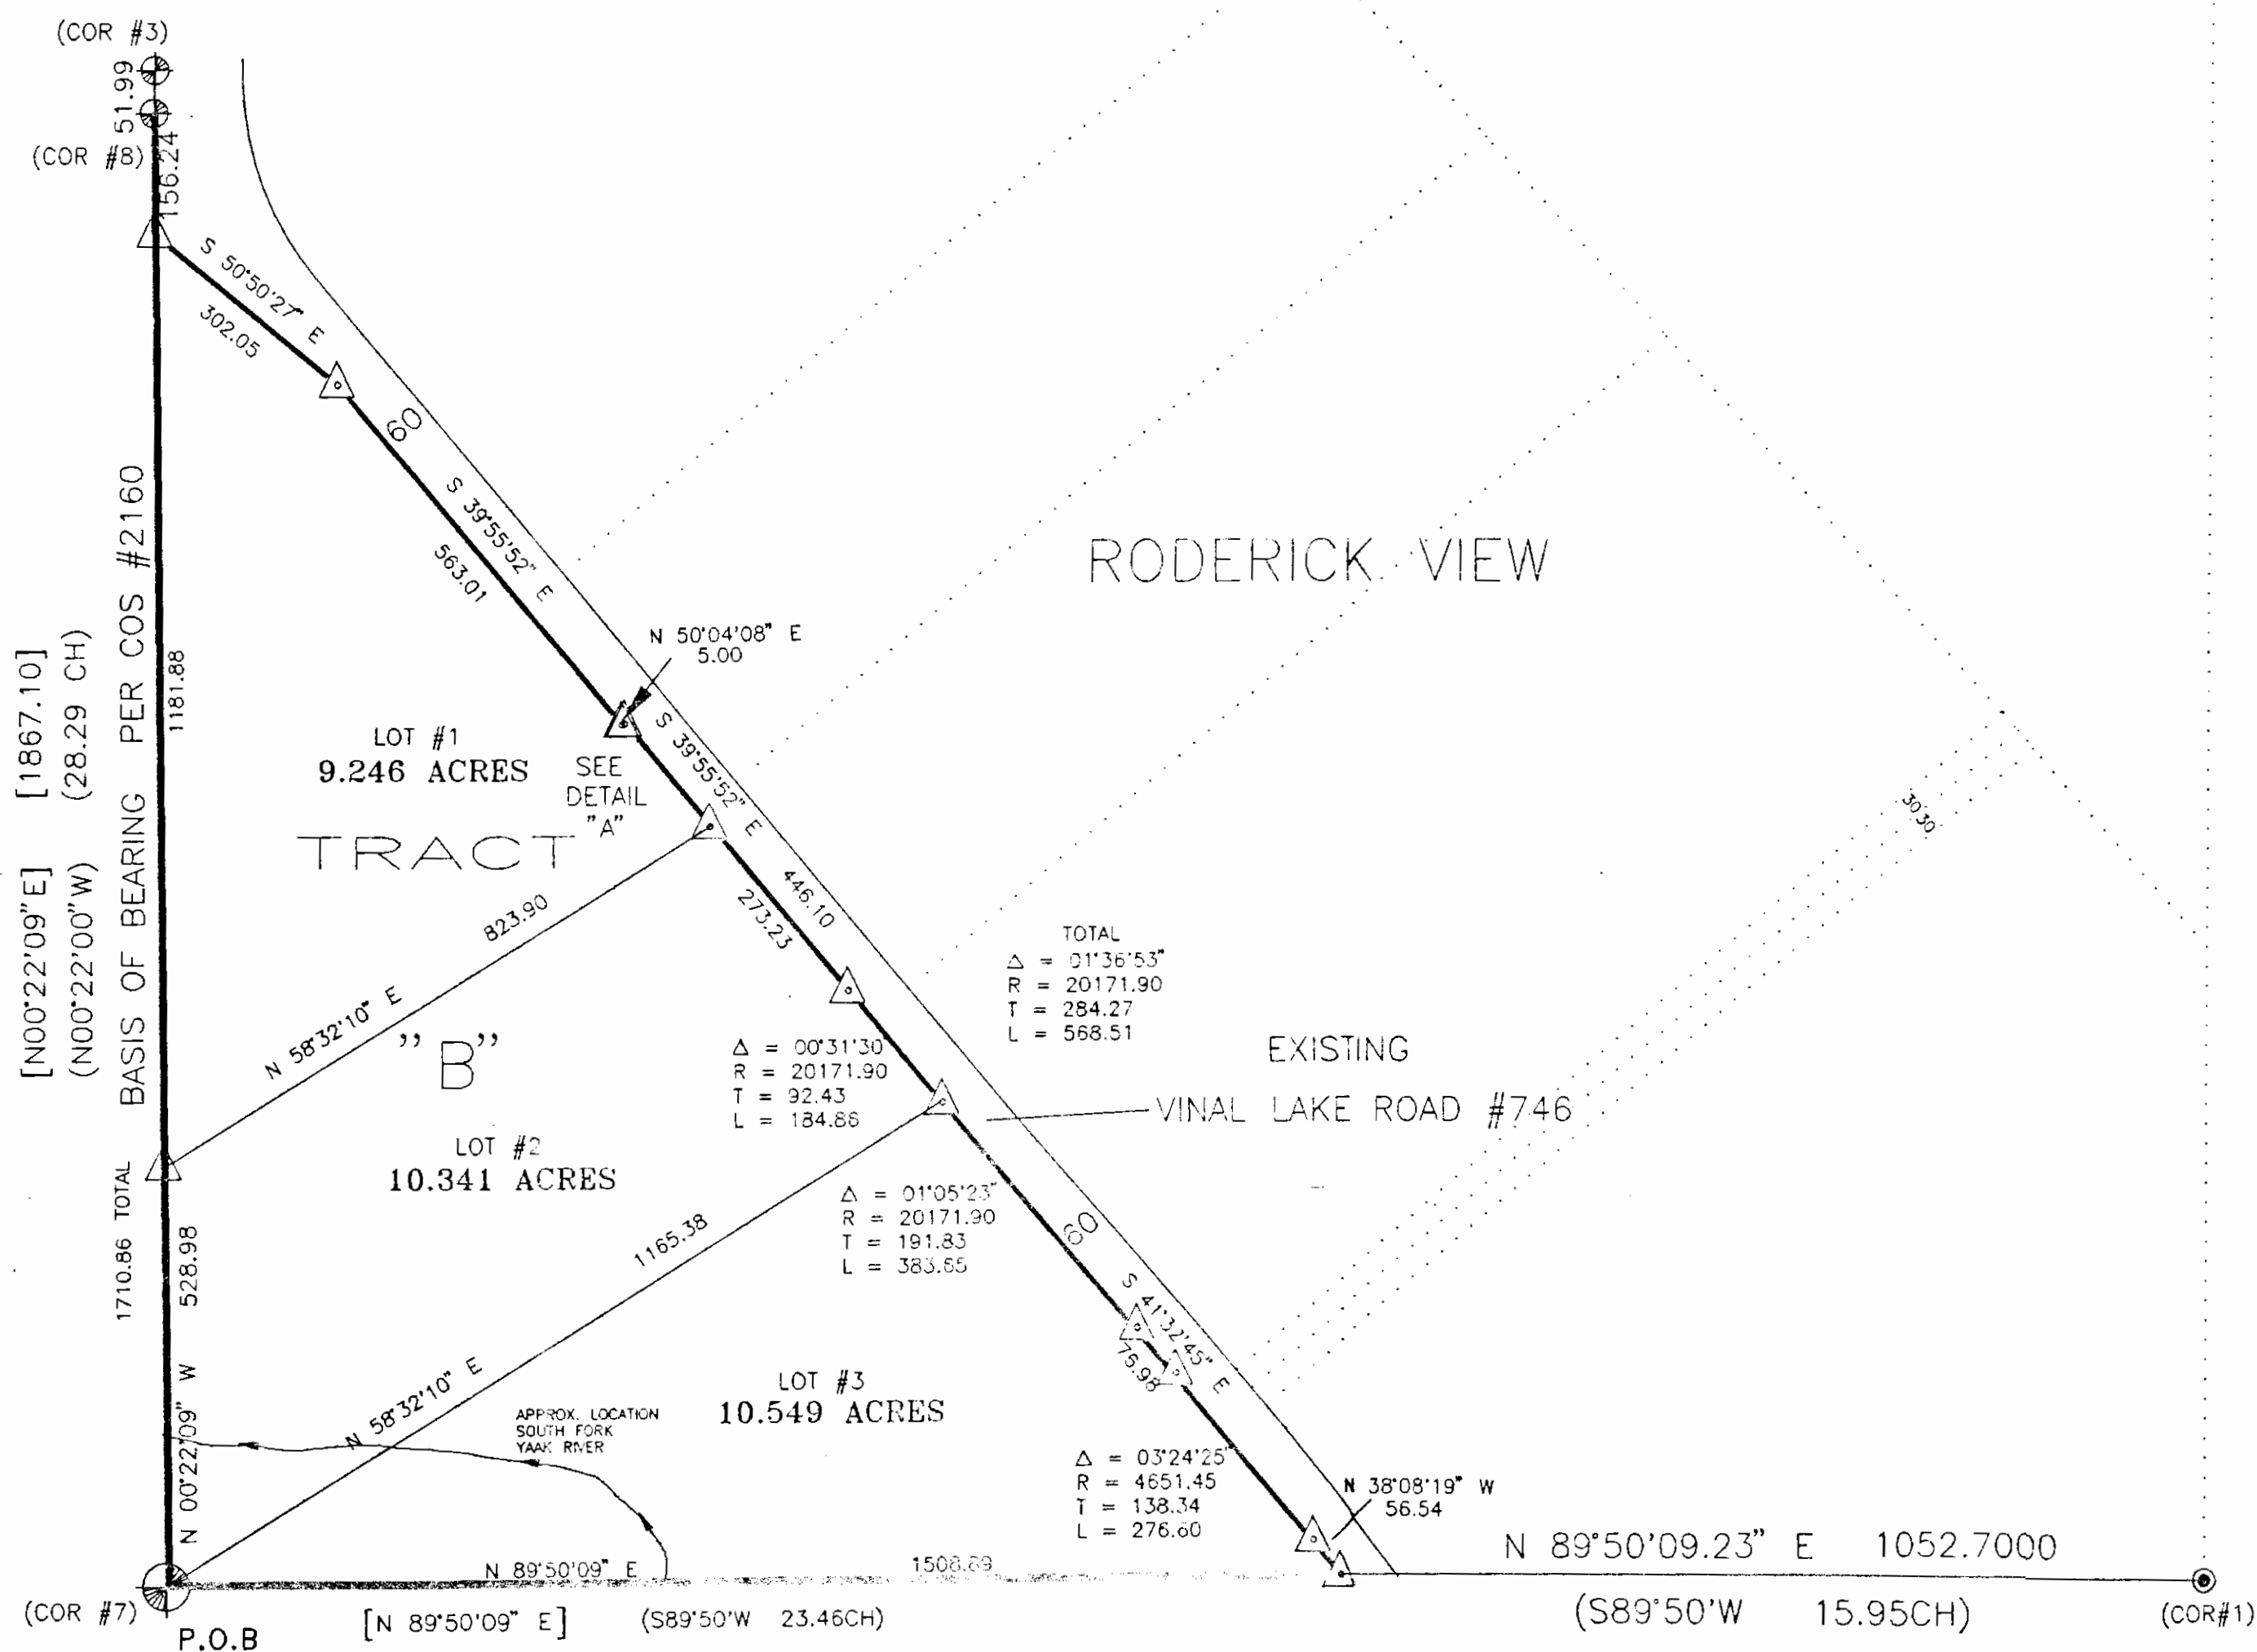 (COR #3)
51.99
(COR #8)
156.24
S 50°50'27" E
302.05
60
S 39°55'52" E
563.01
RODERICK VIEW
N 50°04'08" E
5.00
[N00°22'09"E] [1867.10]
(N00°22'00"W) (28.29 CH)
BASIS OF BEARING PER COS #2160
1181.88
LOT #1
9.246 ACRES
SEE
DETAIL
"A"
S 39°55'52" E
446.10
30
30
TRACT
823.90
273.23
N 58°32'10" E
"B"
TOTAL
Δ = 01°36'53"
R = 20171.90
T = 284.27
L = 568.51
Δ = 00°31'30"
R = 20171.90
T = 92.43
L = 184.86
EXISTING
VINAL LAKE ROAD #746
LOT #2
10.341 ACRES
1710.86 TOTAL
528.98
N 00°22'09" W
1165.38
N 58°32'10" E
Δ = 01°05'23"
R = 20171.90
T = 191.83
L = 383.65
60
S 41°32'45" E
75.98
LOT #3
10.549 ACRES
APPROX. LOCATION
SOUTH FORK
YAAK RIVER
Δ = 03°24'25"
R = 4651.45
T = 138.34
L = 276.60
N 38°08'19" W
56.54
N 89°50'09" E
1508.89
N 89°50'09.23" E 1052.7000
(COR #7)
P.O.B
[N 89°50'09" E]
(S89°50'W 23.46CH)
(S89°50'W 15.95CH)
(COR#1)